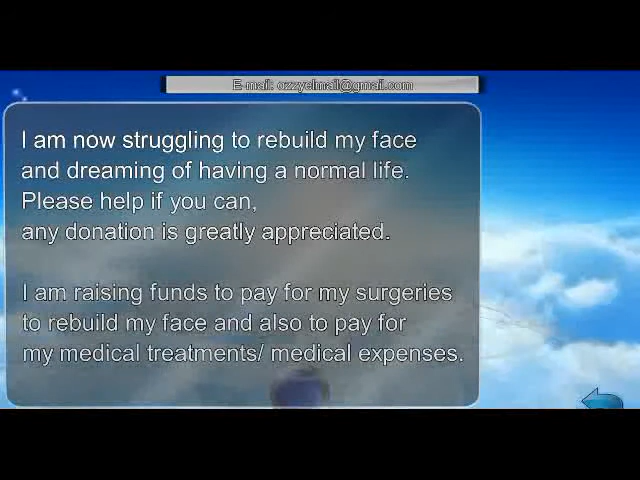 E-mail: ozzyelmail@gmail.com
I am now struggling to rebuild my face
and dreaming of having a normal life.
Please help if you can,
any donation is greatly appreciated.
I am raising funds to pay for my surgeries
to rebuild my face and also to pay for
my medical treatments/ medical expenses.